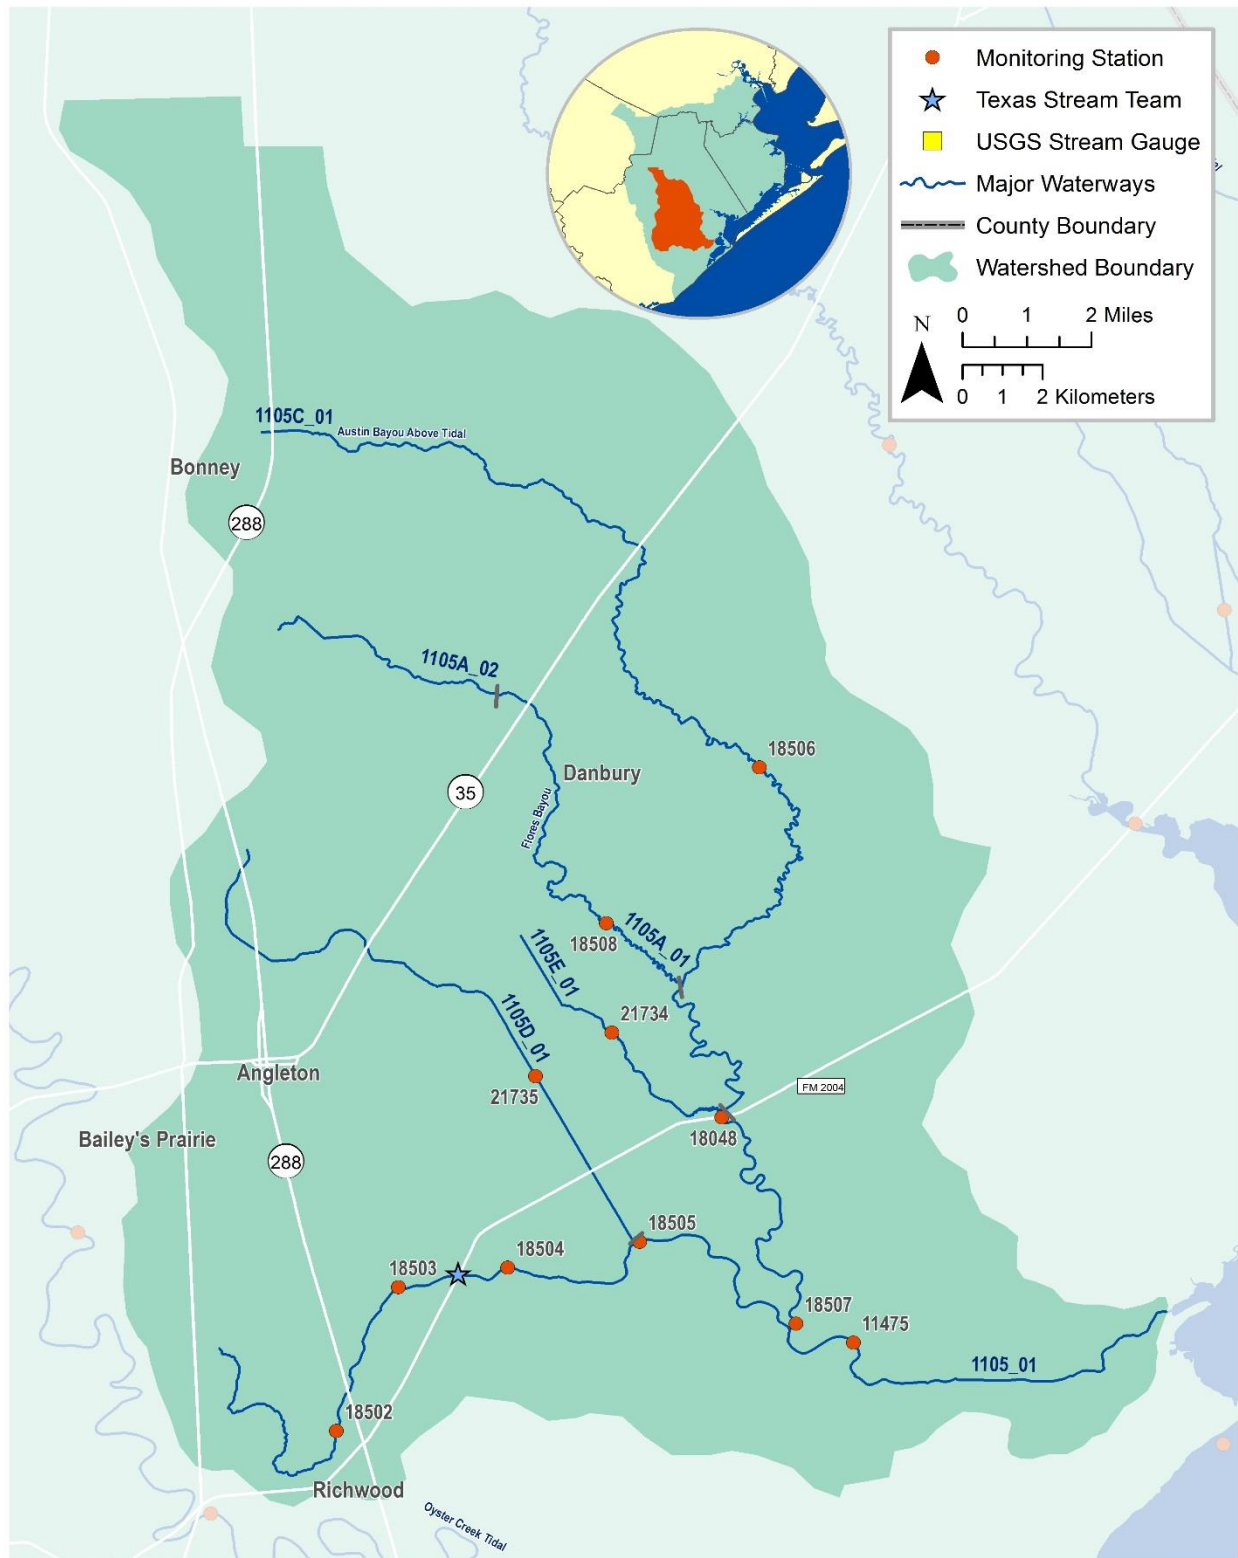 Monitoring Station
Texas Stream Team
USGS Stream Gauge
Major Waterways
County Boundary
Watershed Boundary
0 1 2 Miles
N
0 1 2 Kilometers
1105C_01
Austin Bayou Above Tidal
Bonney
288
1105A_02
18506
Danbury
35
Flores Bayou
18508
1105A_01
1105E_01
21734
1105D_01
Angleton
21735
FM 2004
18048
Bailey's Prairie
288
18505
18504
18503
18507
11475
1105_01
18502
Richwood
Oyster Creek Tidal